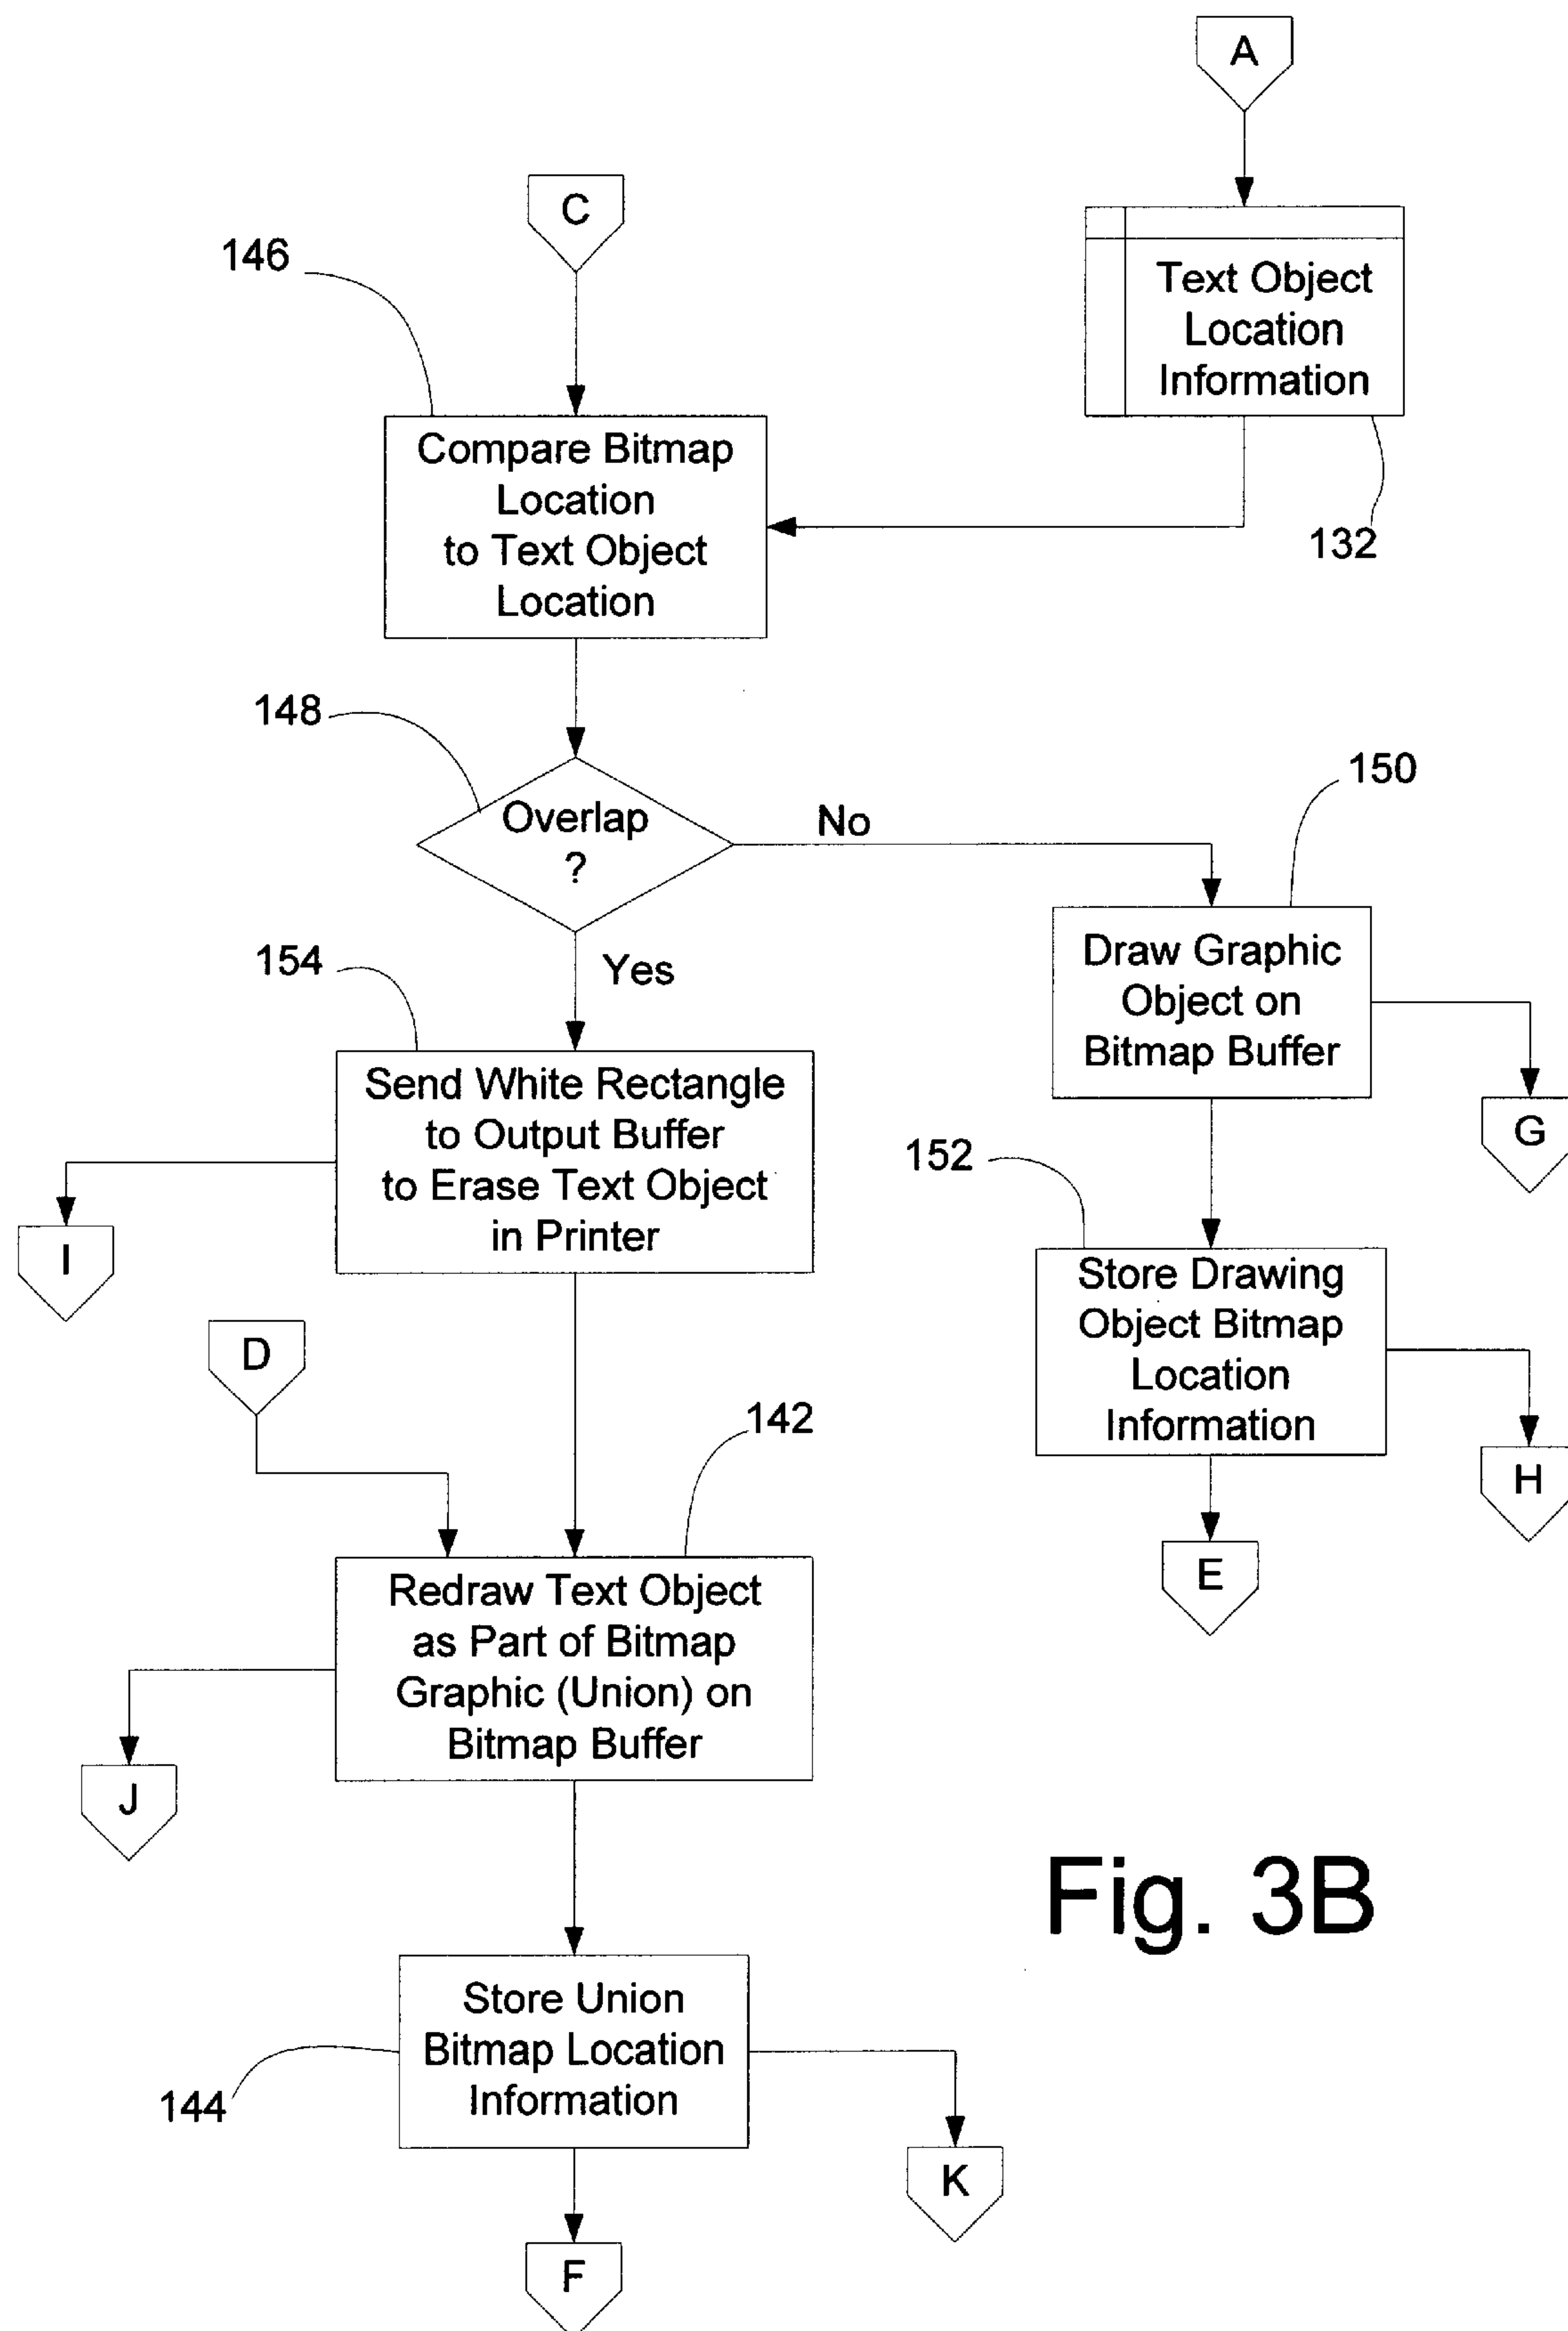 A
C
146
Text Object
Location
Information
Compare Bitmap
Location
to Text Object
Location
132
148
Overlap
?
No
150
Yes
154
Draw Graphic
Object on
Bitmap Buffer
Send White Rectangle
to Output Buffer
to Erase Text Object
in Printer
G
152
I
Store Drawing
Object Bitmap
Location
Information
D
142
H
E
Redraw Text Object
as Part of Bitmap
Graphic (Union) on
Bitmap Buffer
J
Fig. 3B
Store Union
Bitmap Location
Information
144
K
F